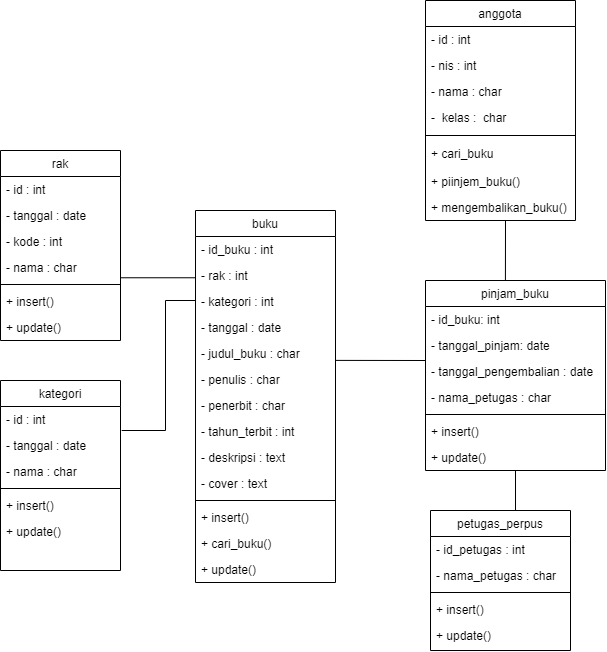 anggota
- id : int
- nis : int
- nama : char
- kelas : char
+ cari_buku
+ piinjem_buku()
+ mengembalikan_buku()
rak
- id : int
- tanggal : date
- kode : int
- nama : char
+ insert()
+ update()
buku
- id_buku : int
- rak : int
- kategori : int
- tanggal : date
- judul_buku : char
- penulis : char
- penerbit : char
- tahun_terbit : int
- deskripsi : text
- cover : text
+ insert()
+ cari_buku()
+ update()
pinjam_buku
- id_buku: int
- tanggal_pinjam: date
- tanggal_pengembalian : date
- nama_petugas : char
+ insert()
+ update()
kategori
- id : int
- tanggal : date
- nama : char
+ insert()
+ update()
petugas_perpus
- id_petugas : int
- nama_petugas : char
+ insert()
+ update()